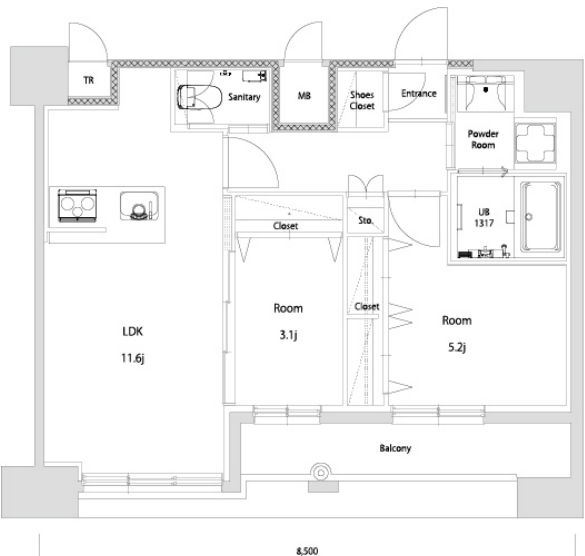 TR
Sanitary
MB
Shoes
Closet
Entrance
Powder
Room
Closet
Sto.
UB
1317
LDK
11.6j
Room
3.1j
Closet
Room
5.2j
Balcony
8,500